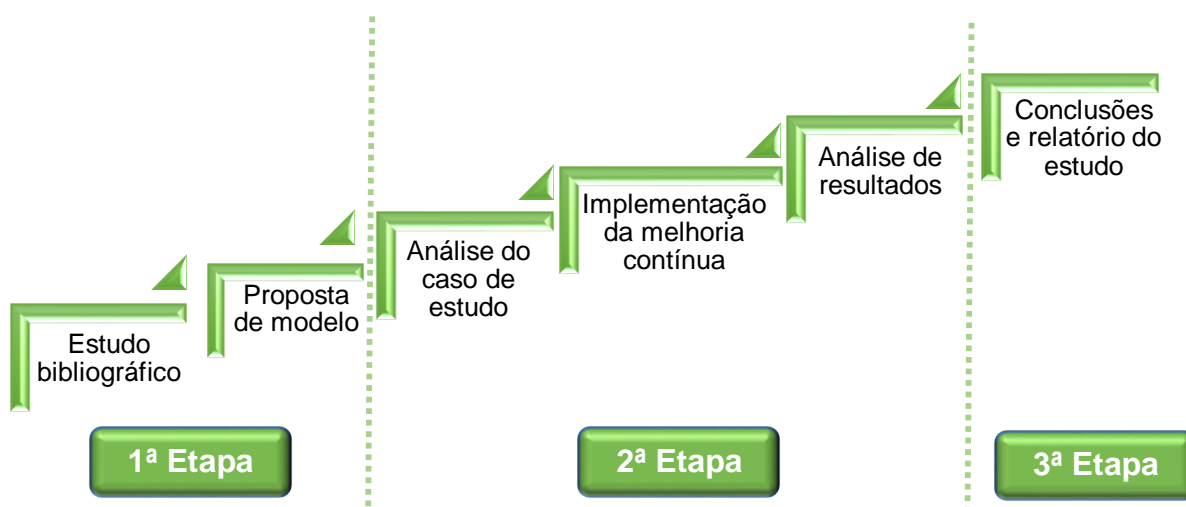 Estudo
bibliográfico
Proposta
de modelo
Análise do
caso de
estudo
Implementação
da melhoria
contínua
Análise de
resultados
Conclusões
e relatório do
estudo
1ª Etapa
2ª Etapa
3ª Etapa